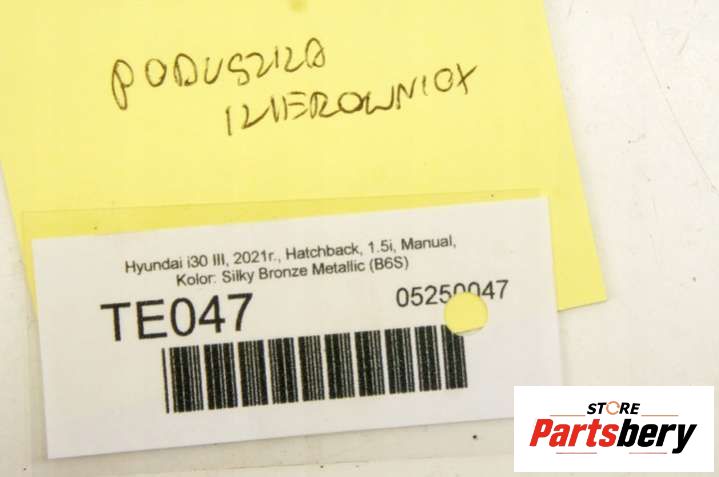 PODUSZKA
KIEROWNICY
Hyundai i30 III, 2021r., Hatchback, 1.5i, Manual,
Kolor: Silky Bronze Metallic (B6S)
TE047
05250047
STORE
Partsbery